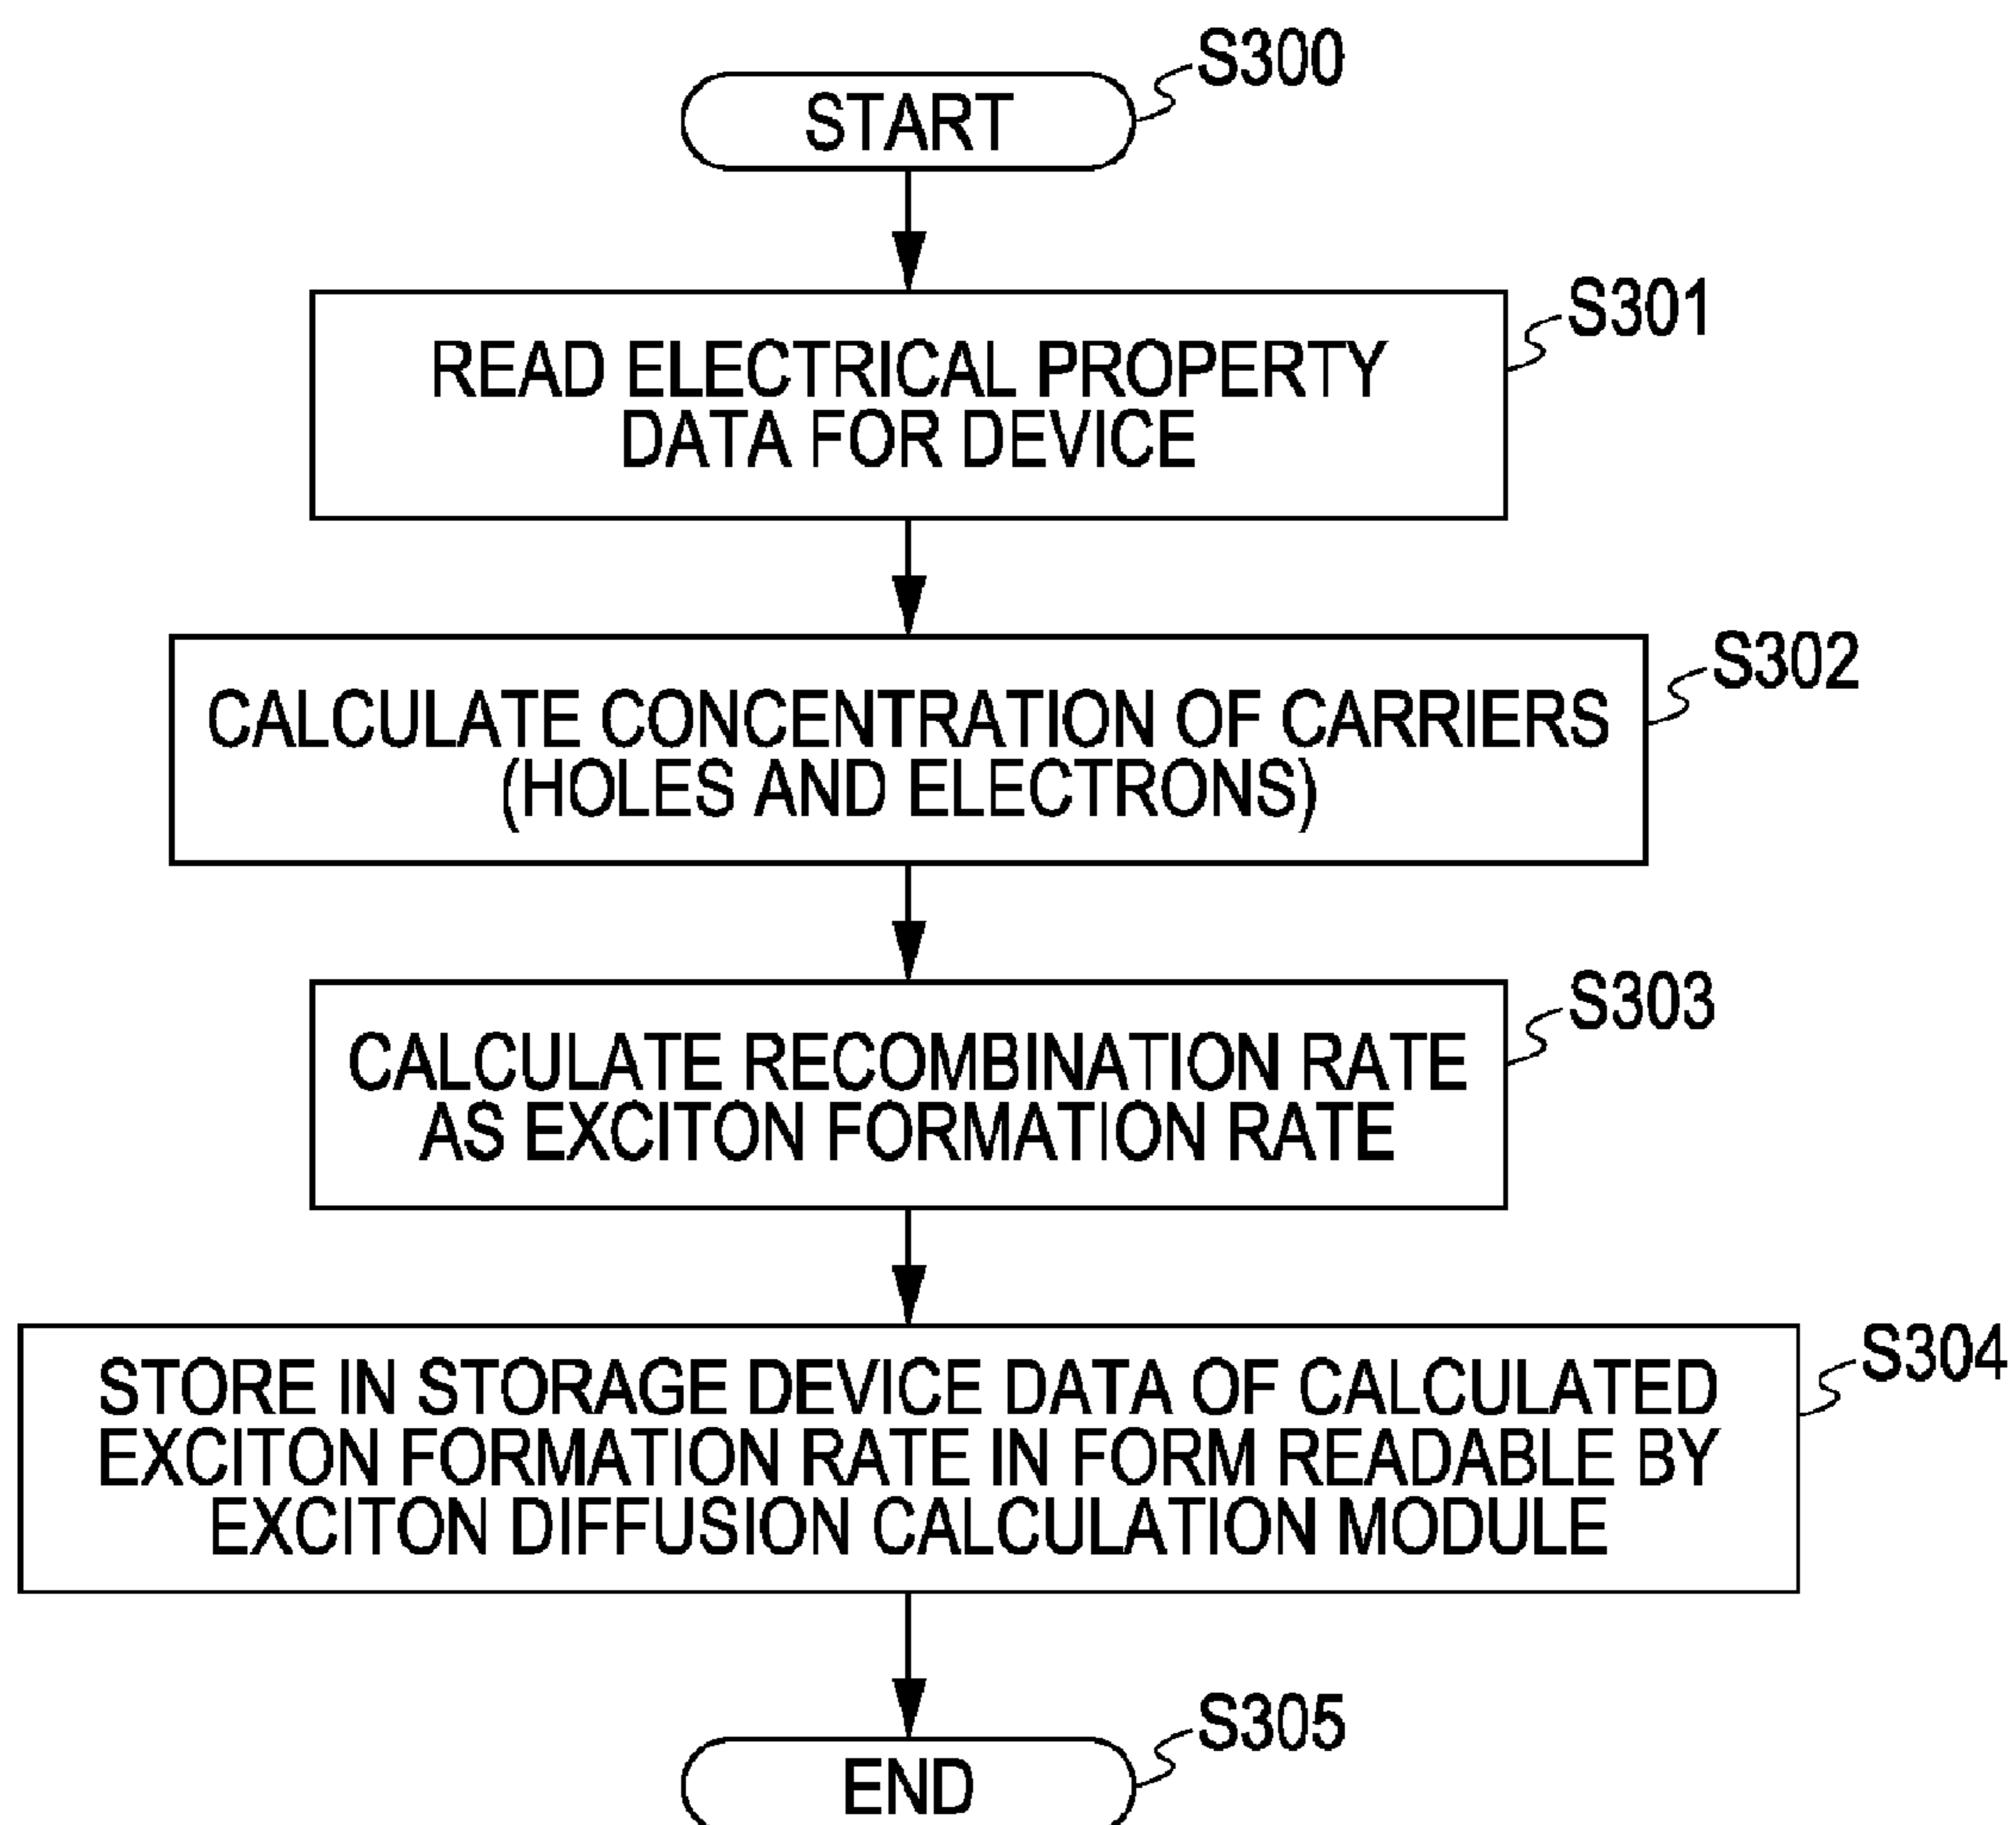 S300
START
S301
READ ELECTRICAL PROPERTY
DATA FOR DEVICE
S302
CALCULATE CONCENTRATION OF CARRIERS
(HOLES AND ELECTRONS)
S303
CALCULATE RECOMBINATION RATE
AS EXCITON FORMATION RATE
S304
STORE IN STORAGE DEVICE DATA OF CALCULATED
EXCITON FORMATION RATE IN FORM READABLE BY
EXCITON DIFFUSION CALCULATION MODULE
S305
END